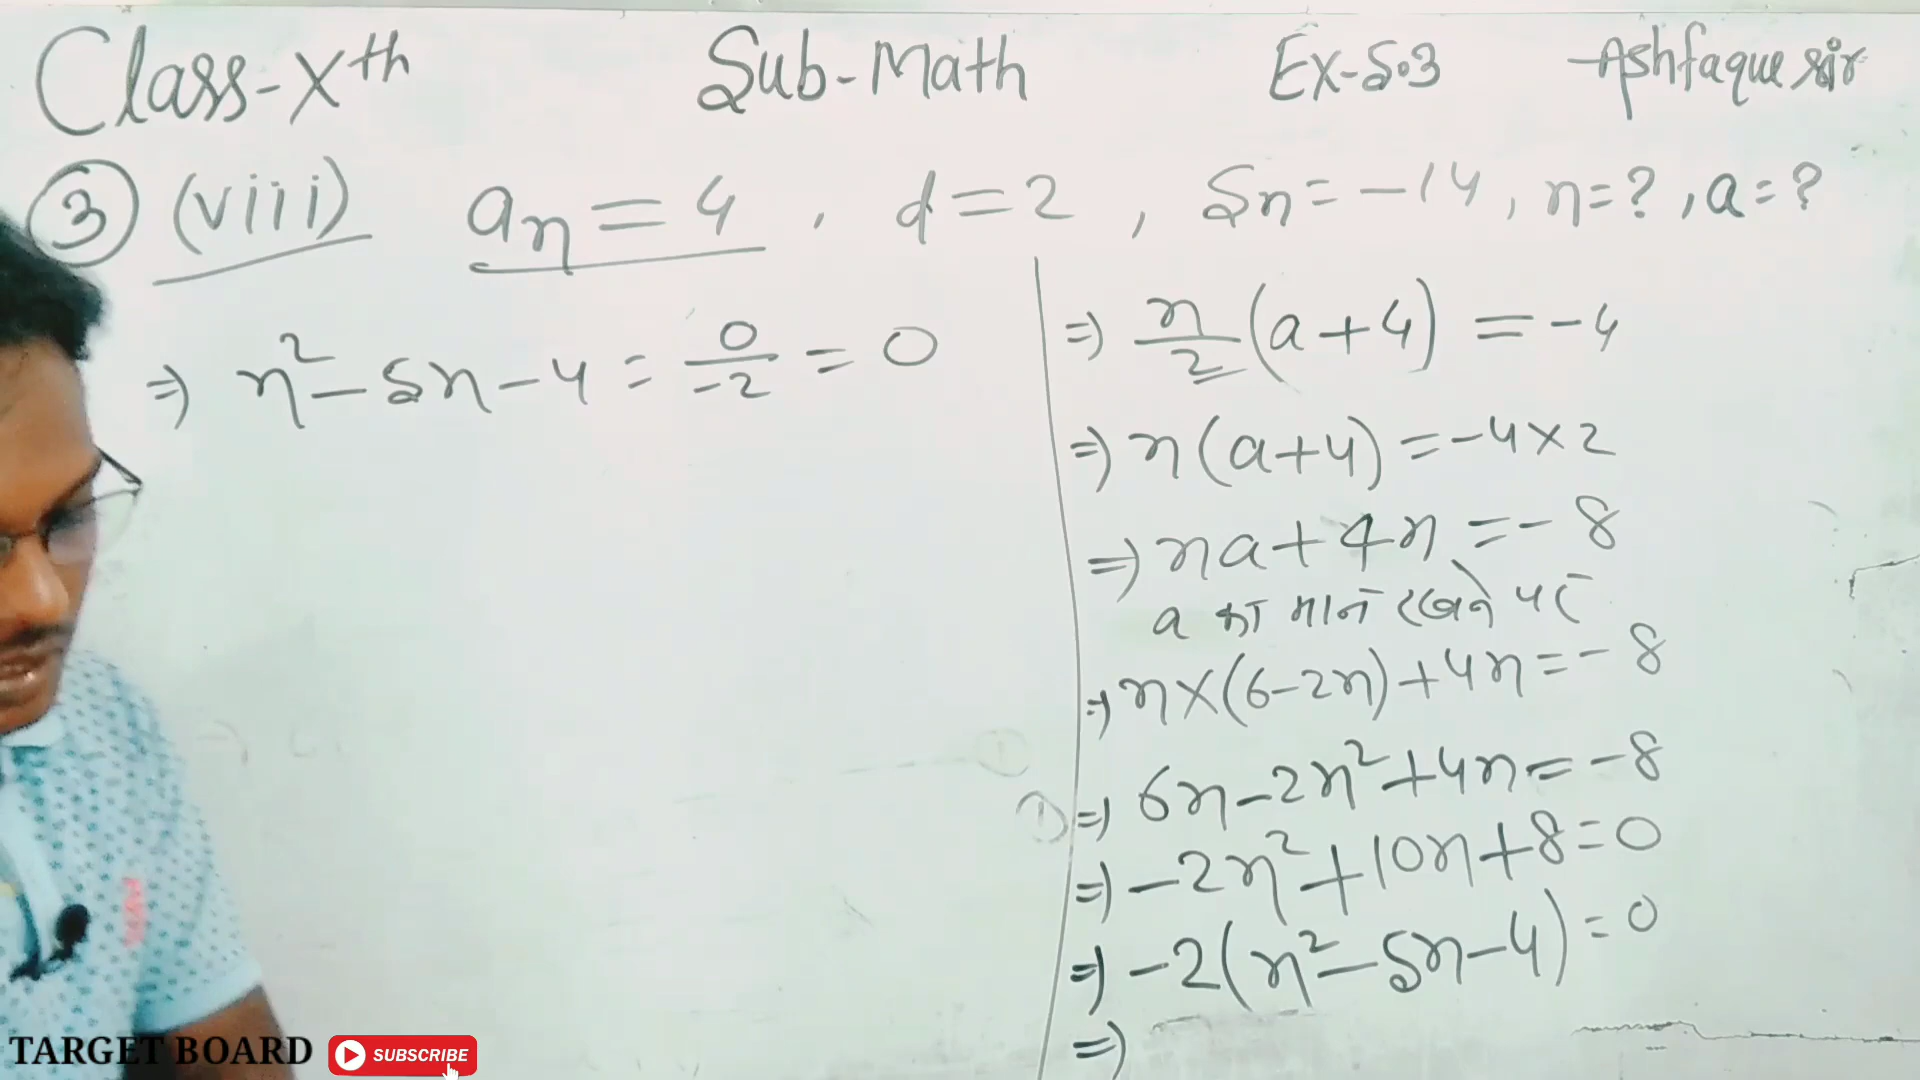 Class-Xth Sub-Math Ex-5.3 Ashfaque sir
③ (viii) an = 4 , d = 2 , Sn = -14 , n = ? , a = ?
⇒ n² - 5n - 4 = 0/-2 = 0
⇒ n/2 (a + 4) = -4
⇒ n(a+4) = -4×2
⇒ na + 4n = -8
a का मान रखने पर
⇒ n×(6-2n)+4n = -8
⇒ 6n-2n²+4n = -8
⇒ -2n²+10n+8 = 0
⇒ -2(n²-5n-4) = 0
⇒
TARGET BOARD SUBSCRIBE